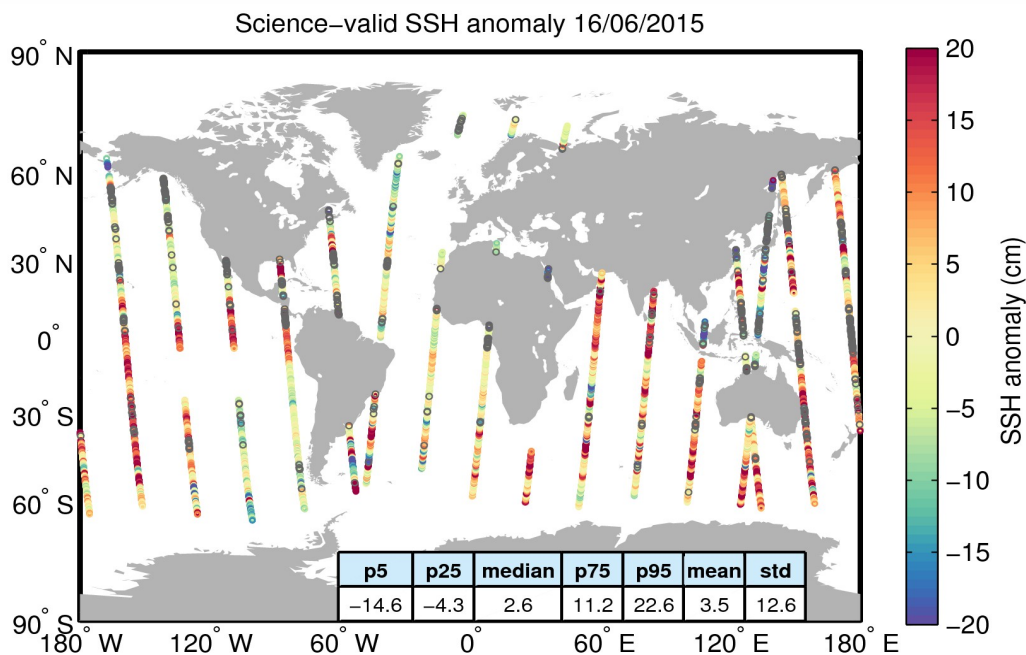 Science−valid SSH anomaly 16/06/2015
90° N
60° N
30° N
0°
30° S
60° S
90° S
180° W
120° W
60° W
0°
60° E
120° E
180° E
p5 p25 median p75 p95 mean std
−14.6 −4.3 2.6 11.2 22.6 3.5 12.6
20
15
10
5
0
−5
−10
−15
−20
SSH anomaly (cm)